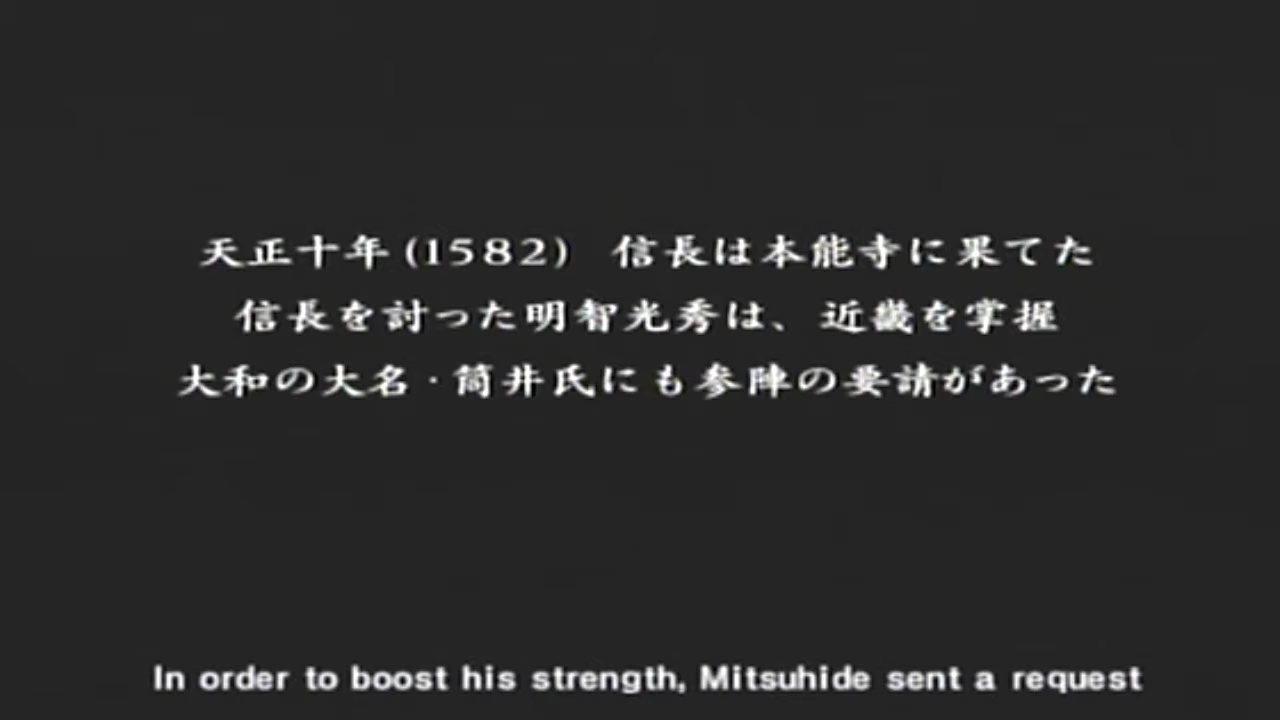 天正十年(1582) 信長は本能寺に果てた
信長を討った明智光秀は、近畿を掌握
大和の大名・筒井氏にも参陣の要請があった
In order to boost his strength, Mitsuhide sent a request